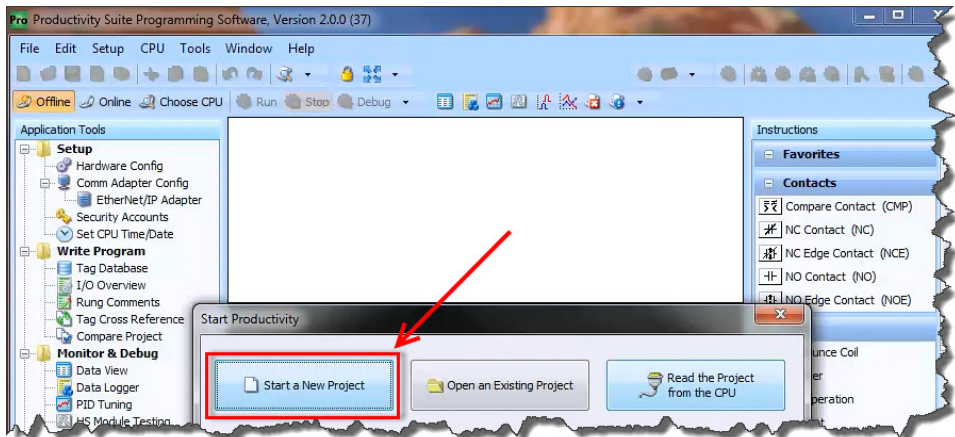 Pro Productivity Suite Programming Software, Version 2.0.0 (37)
File Edit Setup CPU Tools Window Help
Offline Online Choose CPU Run Stop Debug
Application Tools
Setup
Hardware Config
Comm Adapter Config
EtherNet/IP Adapter
Security Accounts
Set CPU Time/Date
Write Program
Tag Database
I/O Overview
Rung Comments
Tag Cross Reference
Compare Project
Monitor & Debug
Data View
Data Logger
PID Tuning
HS Module Testing
Start Productivity
Start a New Project
Open an Existing Project
Read the Project
from the CPU
Instructions
Favorites
Contacts
Compare Contact (CMP)
NC Contact (NC)
NC Edge Contact (NCE)
NO Contact (NO)
NO Edge Contact (NOE)
unce Coil
er
peration